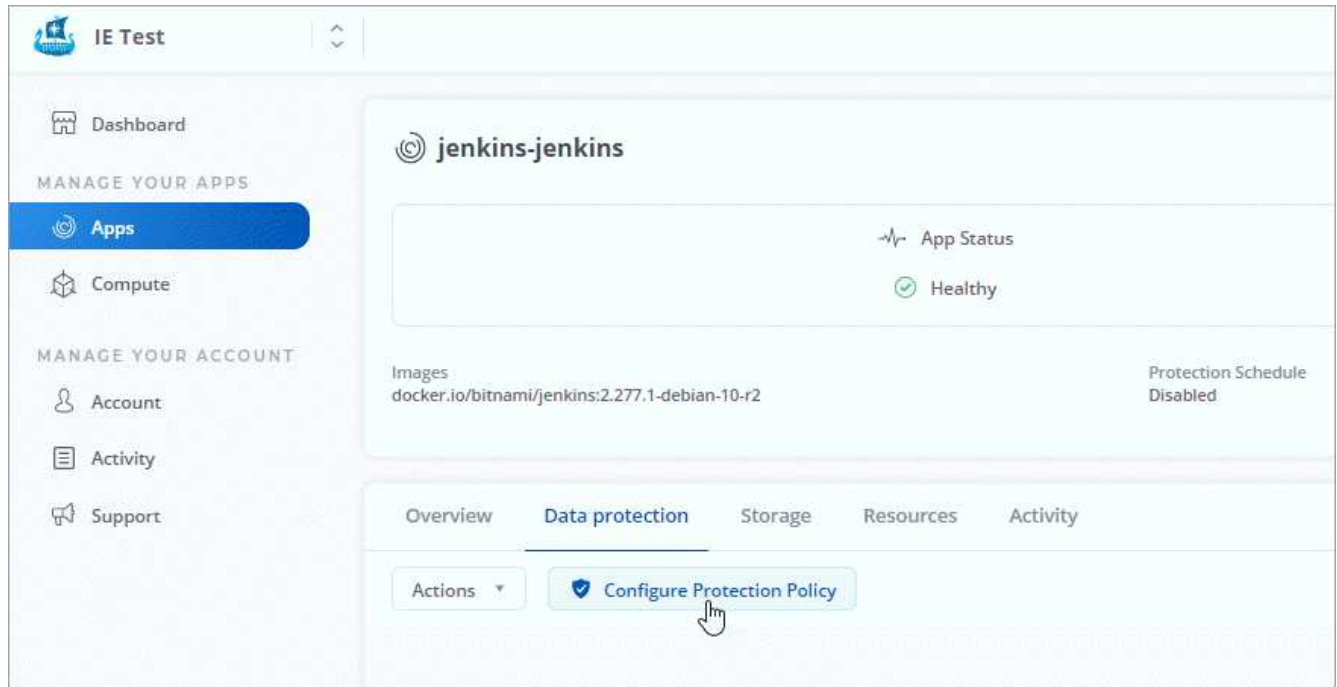 IE Test
Dashboard
MANAGE YOUR APPS
Apps
Compute
MANAGE YOUR ACCOUNT
Account
Activity
Support
jenkins-jenkins
App Status
Healthy
Images
docker.io/bitnami/jenkins:2.277.1-debian-10-r2
Protection Schedule
Disabled
Overview Data protection Storage Resources Activity
Actions Configure Protection Policy